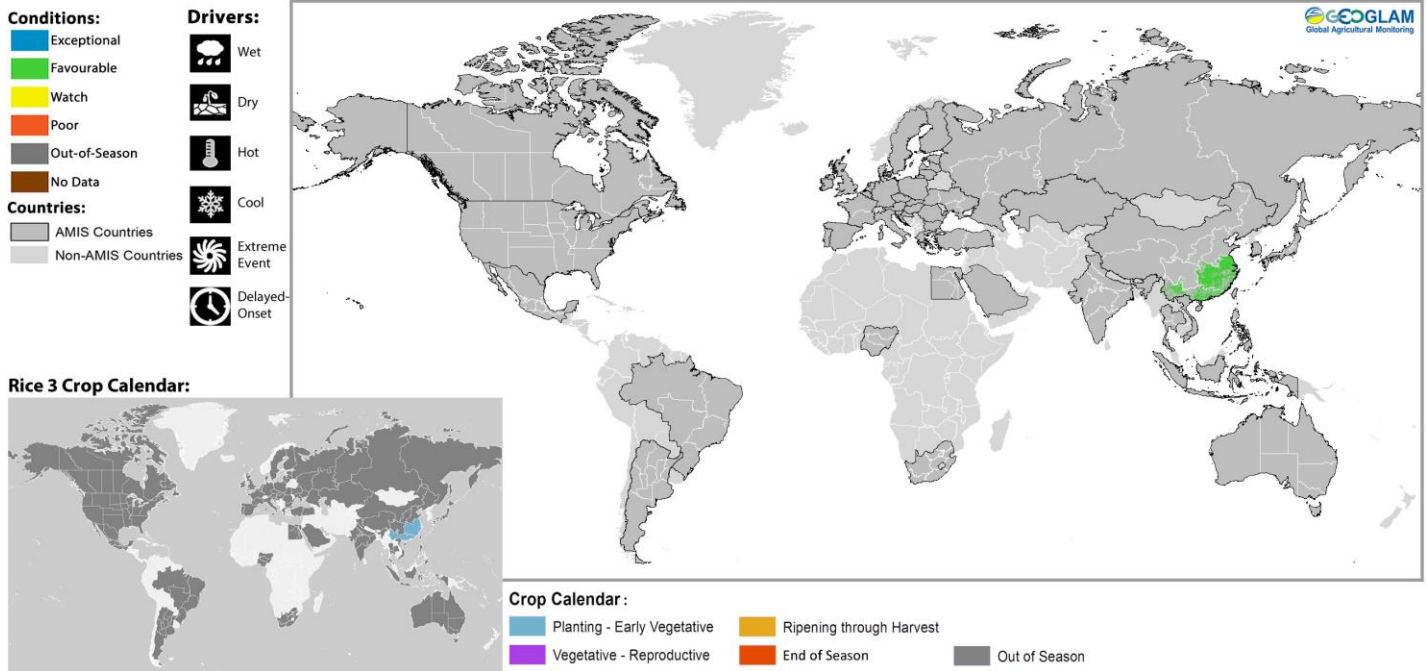 Conditions:
Exceptional
Favourable
Watch
Poor
Out-of-Season
No Data
Countries:
AMIS Countries
Non-AMIS Countries
Drivers:
Wet
Dry
Hot
Cool
Extreme
Event
Delayed-
Onset
GEOGLAM
Global Agricultural Monitoring
Rice 3 Crop Calendar:
Crop Calendar :
Planting - Early Vegetative
Vegetative - Reproductive
Ripening through Harvest
End of Season
Out of Season